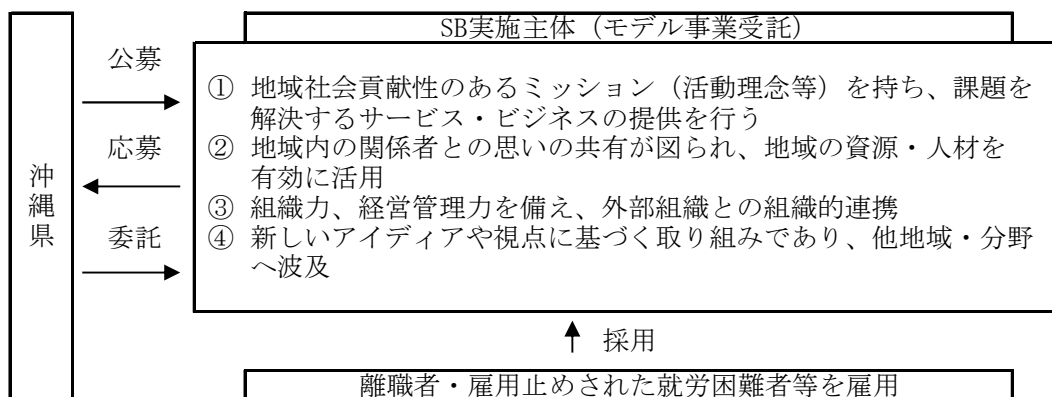 沖縄県
公募
応募
委託
SB実施主体（モデル事業受託）
① 地域社会貢献性のあるミッション（活動理念等）を持ち、課題を
解決するサービス・ビジネスの提供を行う
② 地域内の関係者との思いの共有が図られ、地域の資源・人材を
有効に活用
③ 組織力、経営管理力を備え、外部組織との組織的連携
④ 新しいアイディアや視点に基づく取り組みであり、他地域・分野
へ波及
採用
離職者・雇用止めされた就労困難者等を雇用